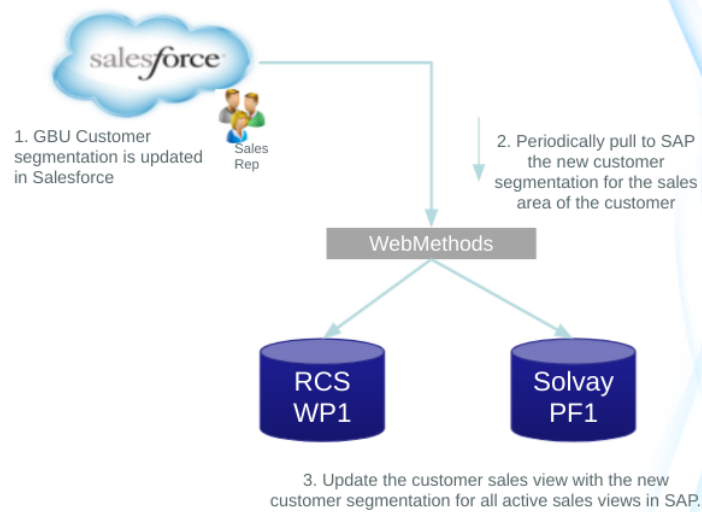 salesforce
Sales
Rep
1. GBU Customer
segmentation is updated
in Salesforce
2. Periodically pull to SAP
the new customer
segmentation for the sales
area of the customer
WebMethods
RCS
WP1
Solvay
PF1
3. Update the customer sales view with the new
customer segmentation for all active sales views in SAP.